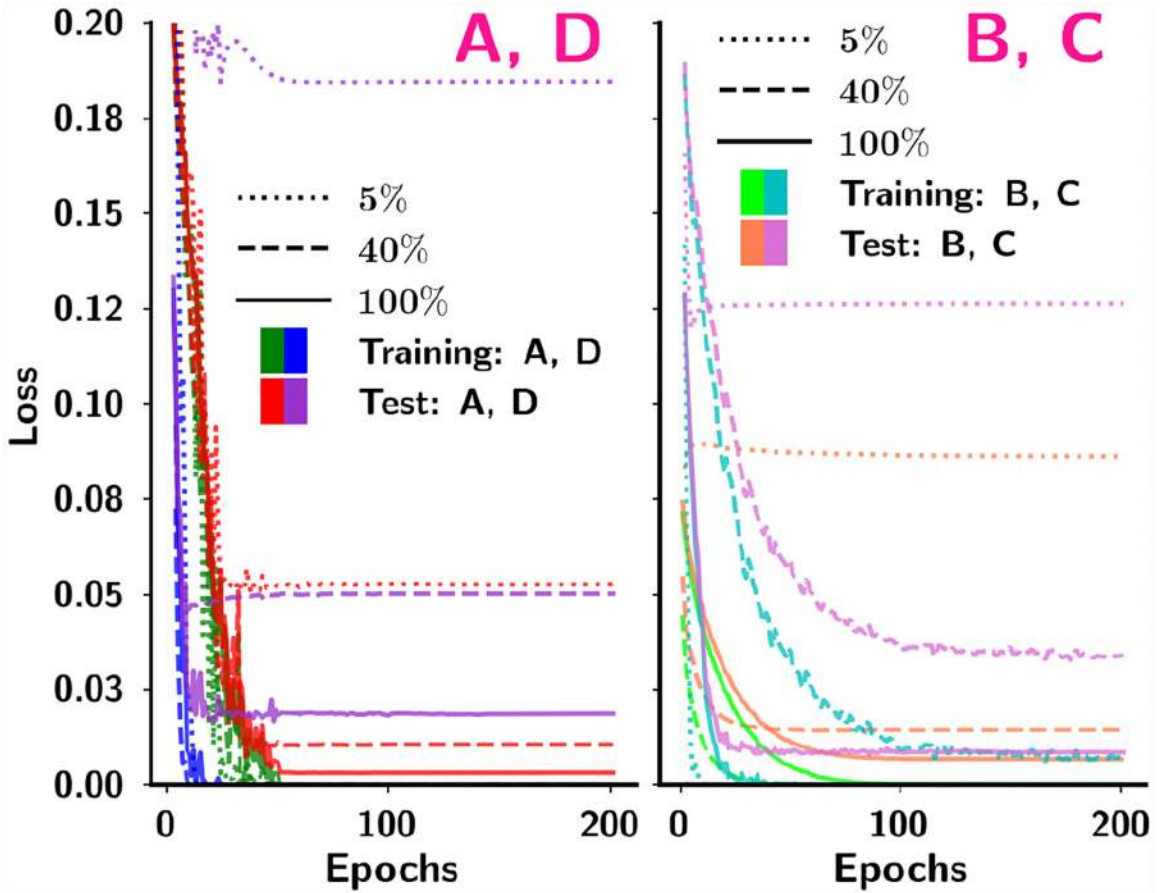 A, D
B, C
0.20
0.18
0.15
0.12
0.10
0.08
0.05
0.03
0.00
Loss
5%
40%
100%
Training: A, D
Test: A, D
0
100
200
Epochs
5%
40%
100%
Training: B, C
Test: B, C
0
100
200
Epochs